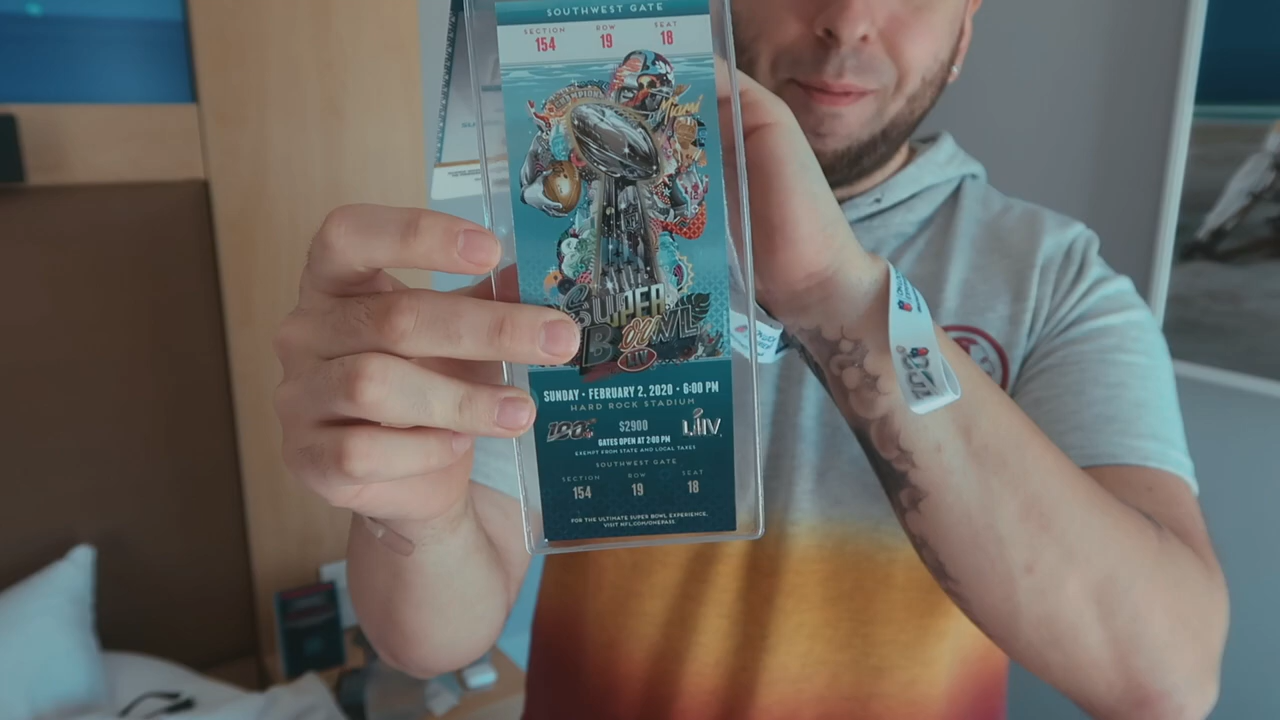 SOUTHWEST GATE
SECTION ROW SEAT
154 19 18
CHAMPIONS
Miami
SUPER
BOWL
LIV
SUNDAY • FEBRUARY 2, 2020 • 6:00 PM
HARD ROCK STADIUM
100 $2900 LIV
GATES OPEN AT 2:00 PM
EXEMPT FROM STATE AND LOCAL TAXES
SOUTHWEST GATE
SECTION ROW SEAT
154 19 18
FOR THE ULTIMATE SUPER BOWL EXPERIENCE,
VISIT NFL.COM/ONEPASS.